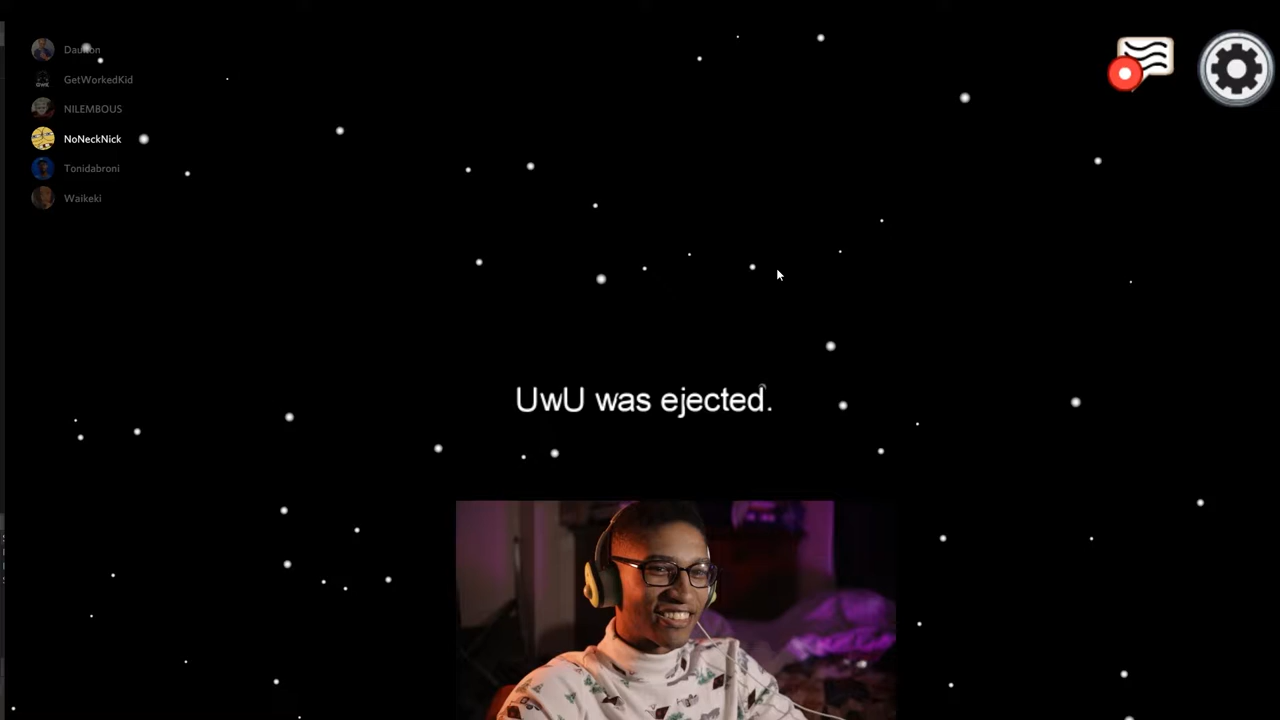 Daulton
GetWorkedKid
NILEMBOUS
NoNeckNick
Tonidabroni
Waikeki
UwU was ejected.